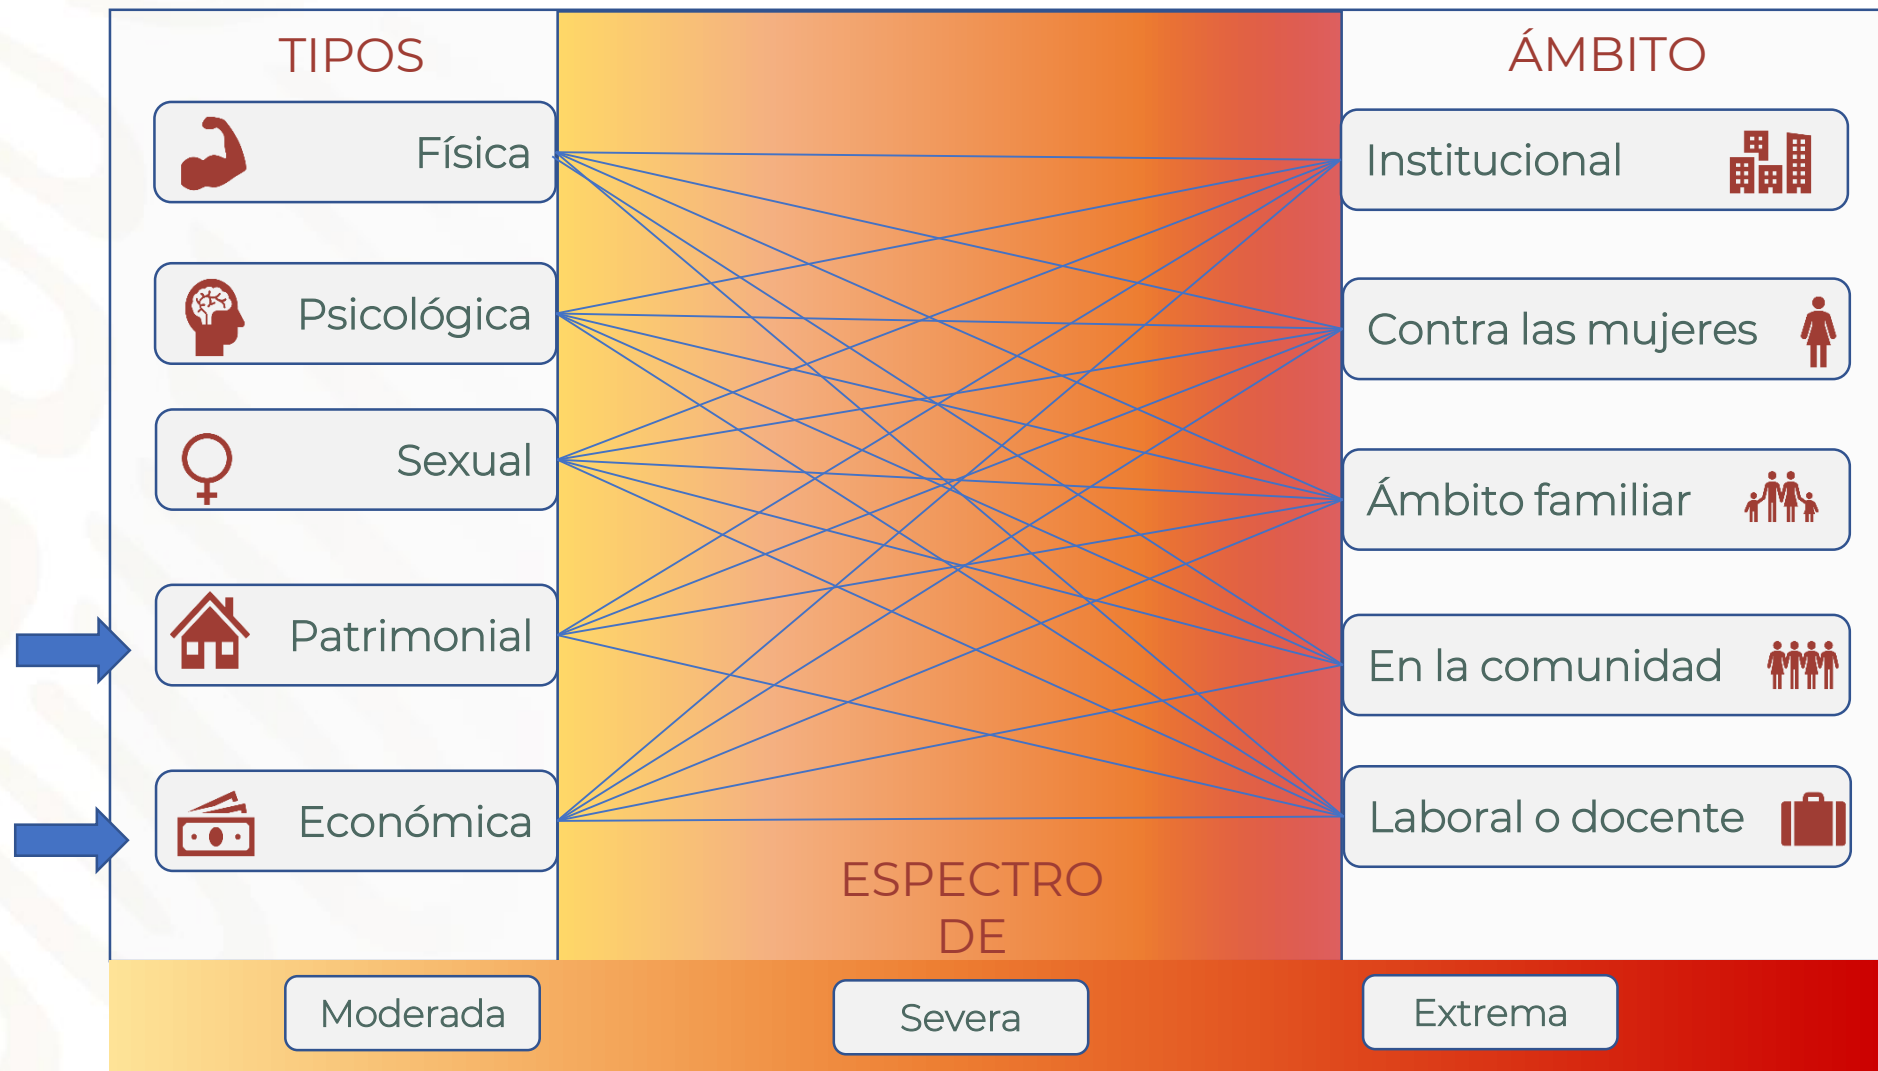 TIPOS
Física
Psicológica
Sexual
Patrimonial
Económica
ESPECTRO
DE
ÁMBITO
Institucional
Contra las mujeres
Ámbito familiar
En la comunidad
Laboral o docente
Moderada
Severa
Extrema